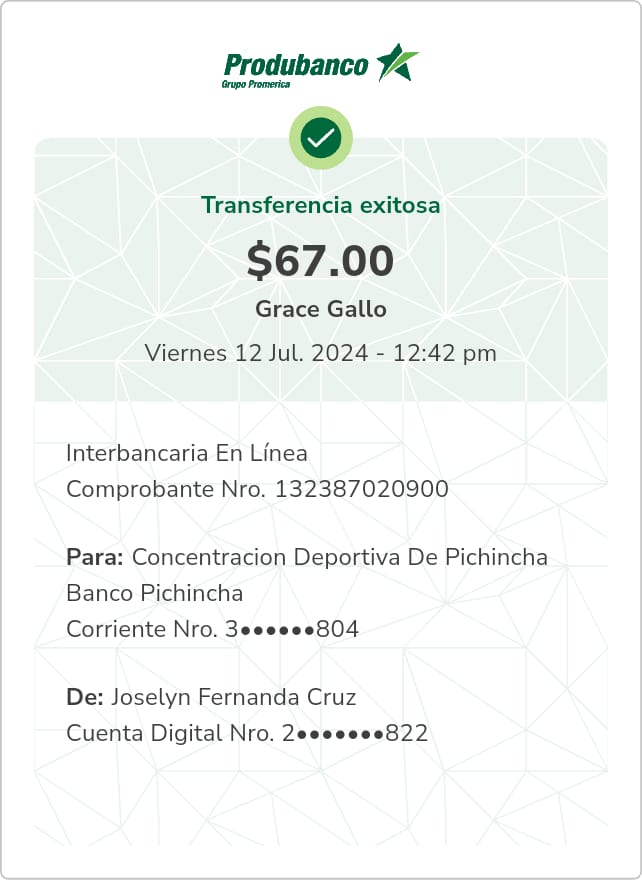 Produbanco
Grupo Promerica
Transferencia exitosa
$67.00
Grace Gallo
Viernes 12 Jul. 2024 - 12:42 pm
Interbancaria En Línea
Comprobante Nro. 132387020900
Para: Concentracion Deportiva De Pichincha
Banco Pichincha
Corriente Nro. 3••••••804
De: Joselyn Fernanda Cruz
Cuenta Digital Nro. 2•••••••822